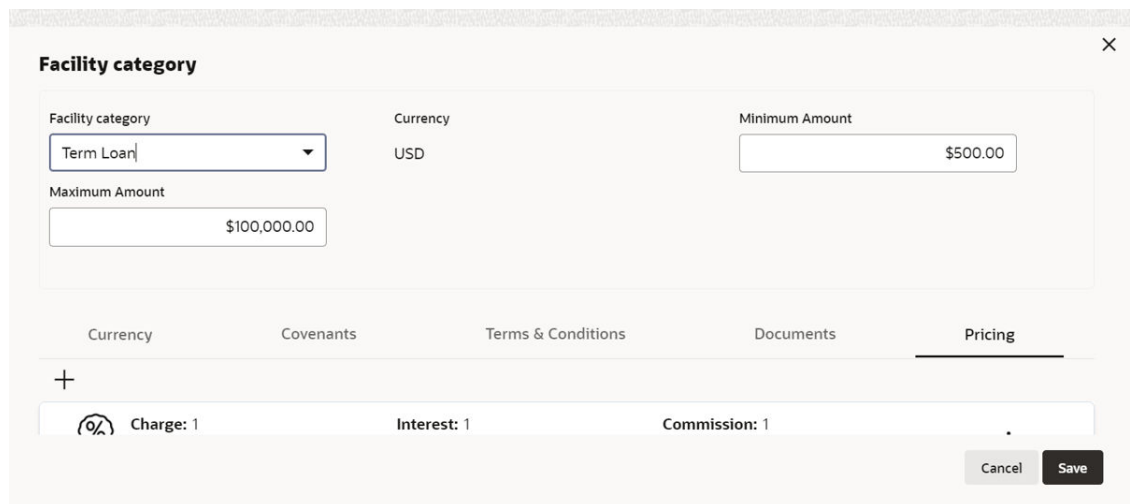 Facility category
Facility category Currency Minimum Amount
Term Loan USD $500.00
Maximum Amount
$100,000.00
Currency Covenants Terms & Conditions Documents Pricing
Charge: 1 Interest: 1 Commission: 1
Cancel Save